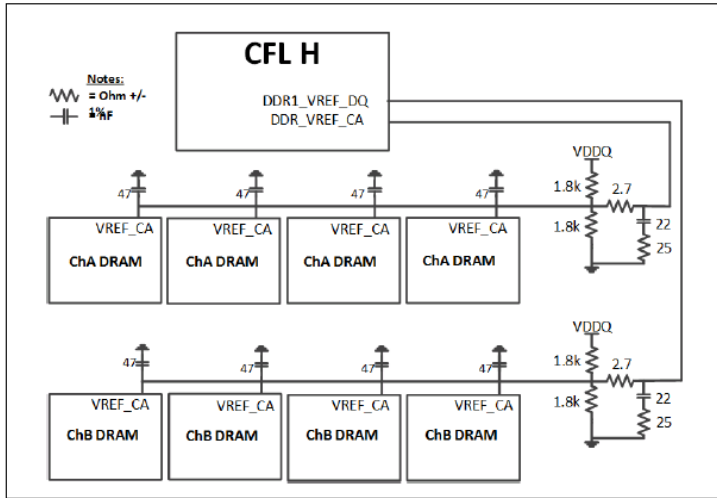 CFL H
Notes:
= Ohm +/-
1%
= nF
DDR1_VREF_DQ
DDR_VREF_CA
VDDQ
47 47 47 47
1.8k 2.7
VREF_CA VREF_CA VREF_CA VREF_CA
1.8k 22
ChA DRAM ChA DRAM ChA DRAM ChA DRAM
25
VDDQ
47 47 47 47
1.8k 2.7
VREF_CA VREF_CA VREF_CA VREF_CA
1.8k 22
ChB DRAM ChB DRAM ChB DRAM ChB DRAM
25